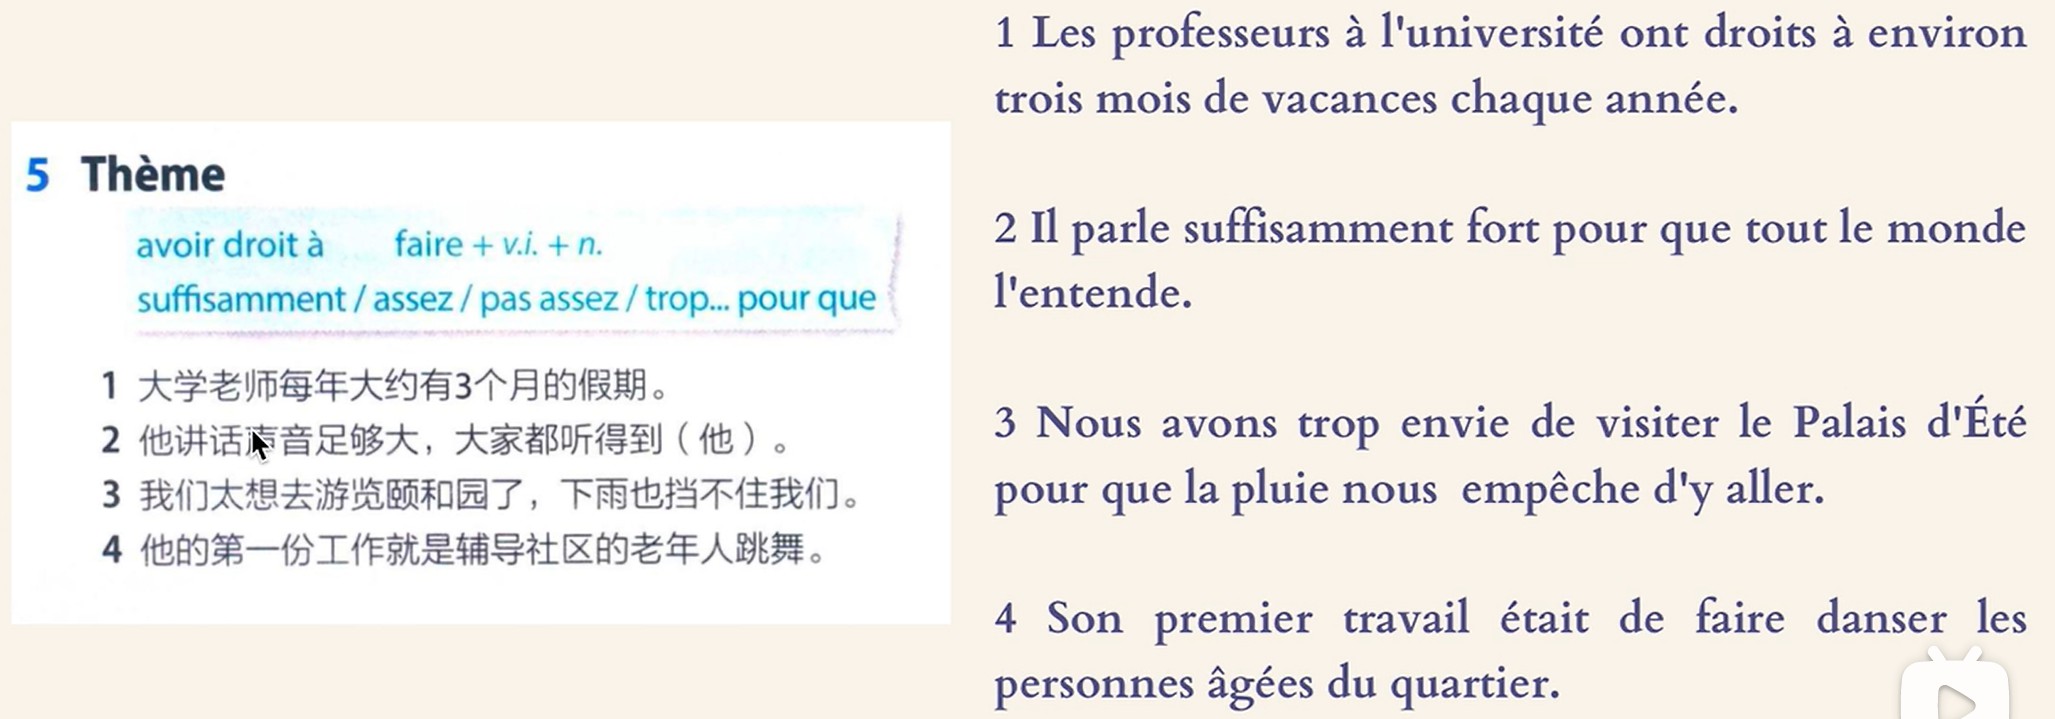 5 Thème
avoir droit à faire + v.i. + n.
suffisamment / assez / pas assez / trop... pour que
1 大学老师每年大约有3个月的假期。
2 他讲话声音足够大，大家都听得到（他）。
3 我们太想去游览颐和园了，下雨也挡不住我们。
4 他的第一份工作就是辅导社区的老年人跳舞。
1 Les professeurs à l'université ont droits à environ
trois mois de vacances chaque année.
2 Il parle suffisamment fort pour que tout le monde
l'entende.
3 Nous avons trop envie de visiter le Palais d'Été
pour que la pluie nous empêche d'y aller.
4 Son premier travail était de faire danser les
personnes âgées du quartier.